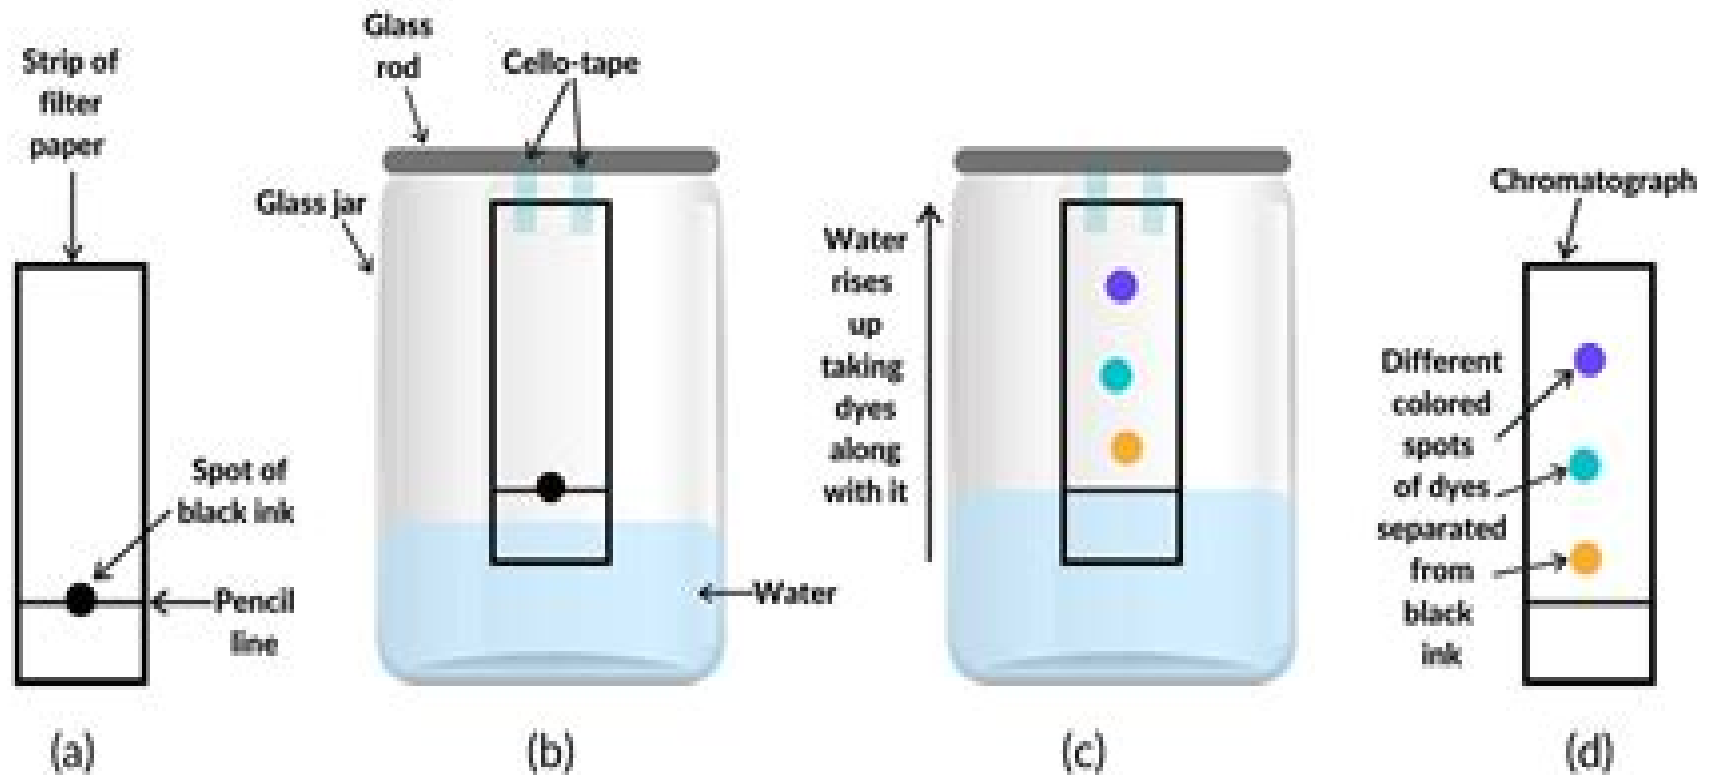 Strip of
filter
paper
Spot of
black ink
Pencil
line
(a)
Glass
rod
Cello-tape
Glass jar
Water
(b)
Water
rises
up
taking
dyes
along
with it
(c)
Chromatograph
Different
colored
spots
of dyes
separated
from
black
ink
(d)